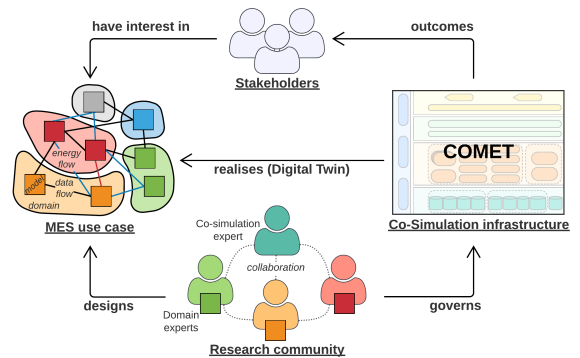 have interest in
outcomes
Stakeholders
energy
flow
model
data
flow
domain
MES use case
realises (Digital Twin)
COMET
Co-Simulation infrastructure
Co-simulation
expert
collaboration
designs
governs
Domain
experts
Research community